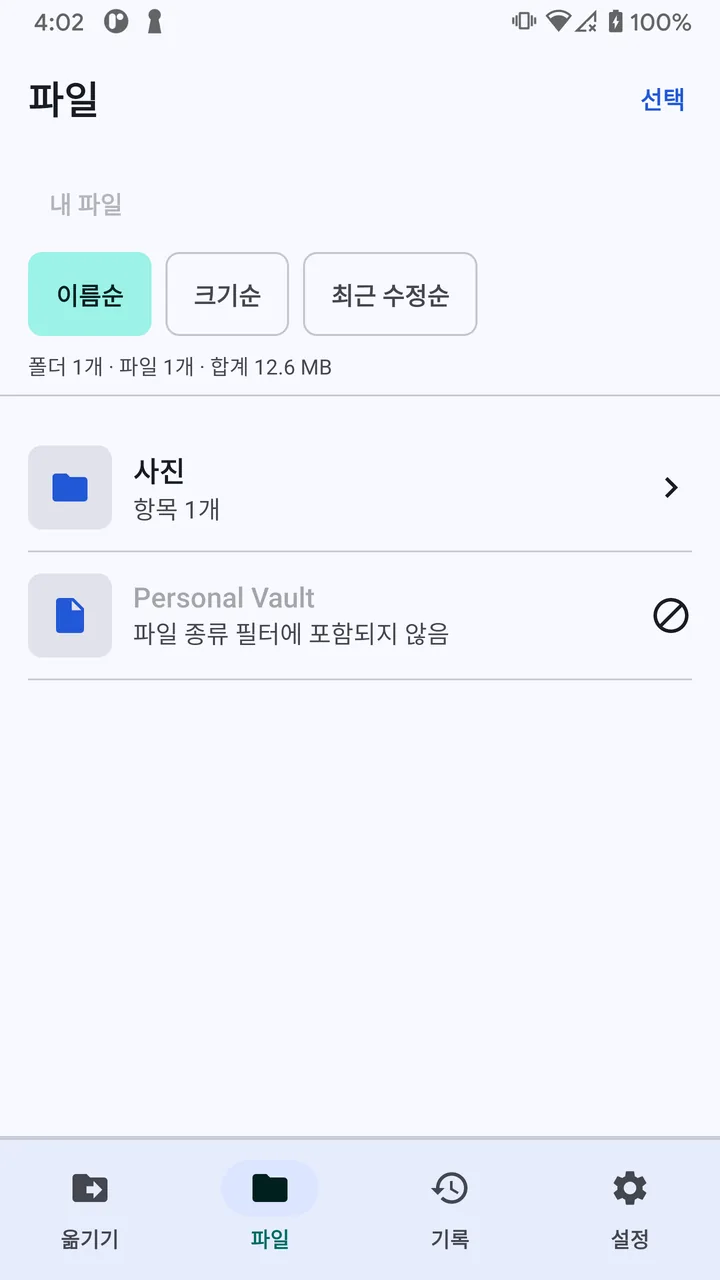 4:02 100%
파일 선택
내 파일
이름순 크기순 최근 수정순
폴더 1개 · 파일 1개 · 합계 12.6 MB
사진
항목 1개
Personal Vault
파일 종류 필터에 포함되지 않음
옮기기 파일 기록 설정